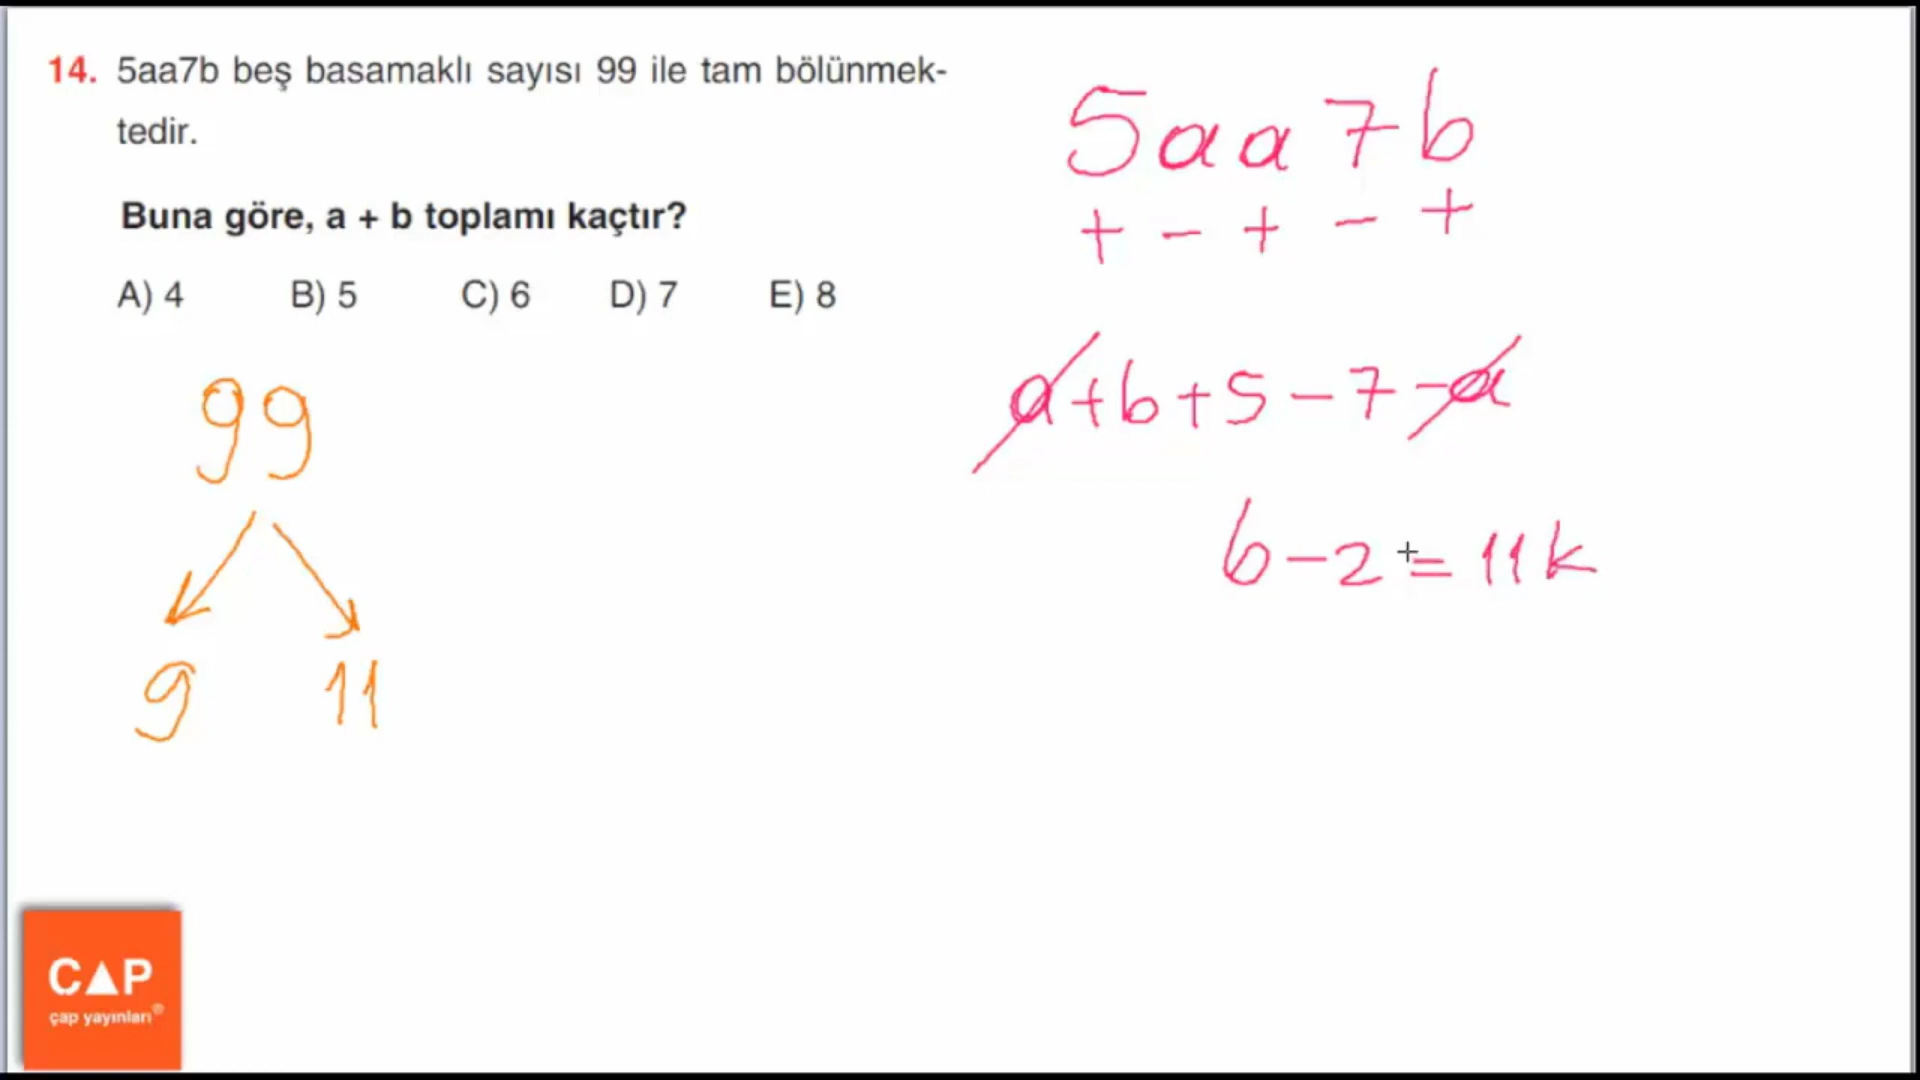 14. 5aa7b beş basamaklı sayısı 99 ile tam bölünmek-
tedir.
Buna göre, a + b toplamı kaçtır?
A) 4 B) 5 C) 6 D) 7 E) 8
99
9 11
5aa7b
+ - + - +
a+b+5-7-a
b-2=11k
ÇAP
çap yayınları®